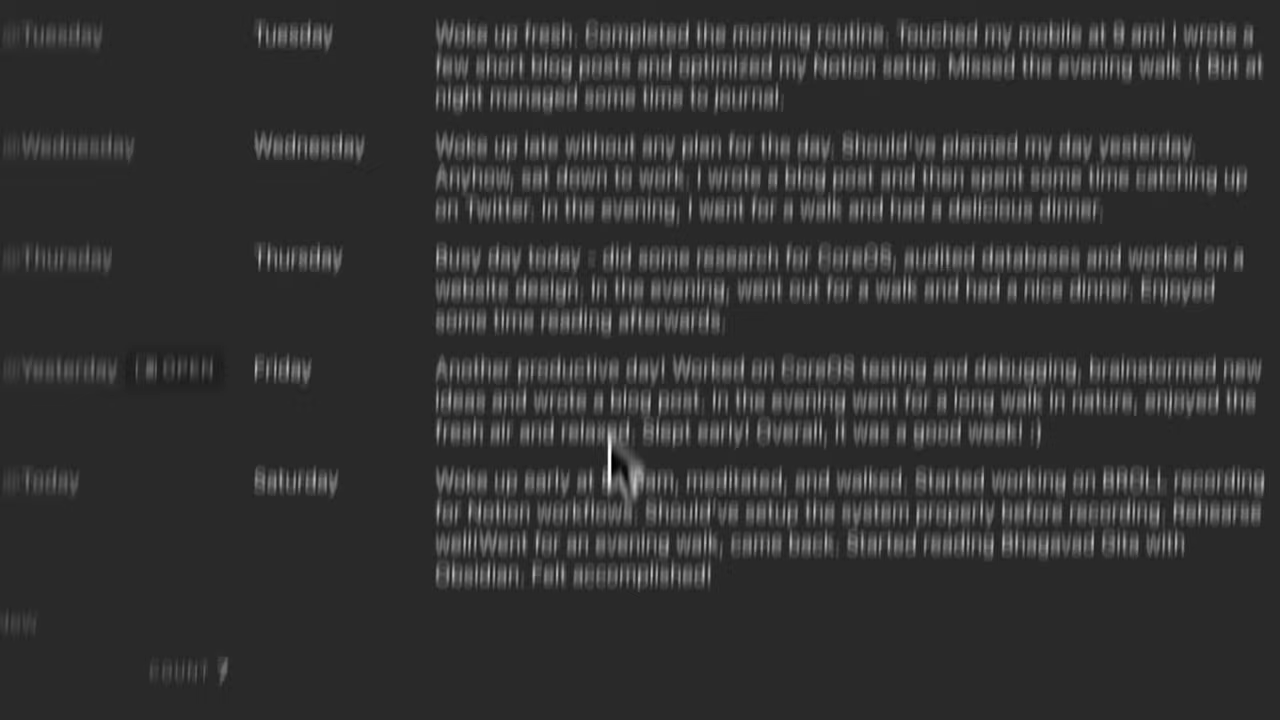 @Tuesday Tuesday Woke up fresh. Completed the morning routine. Touched my mobile at 9 am! I wrote a
few short blog posts and optimised my Notion setup. Missed the evening walk :( But at
night managed some time to journal.
@Wednesday Wednesday Woke up late without any plan for the day. Should've planned my day yesterday.
Anyhow, sat down to work. I wrote a blog post and then spent some time catching up
on Twitter. In the evening, I went for a walk and had a delicious dinner.
@Thursday Thursday Busy day today - did some research for CoreOS, audited databases and worked on a
website design. In the evening, went out for a walk and had a nice dinner. Enjoyed
some time reading afterwards.
@Yesterday OPEN Friday Another productive day! Worked on CoreOS testing and debugging, brainstormed new
ideas and wrote a blog post. In the evening went for a long walk in nature, enjoyed the
fresh air and relaxed. Slept early! Overall, it was a good week! :)
@Today Saturday Woke up early at am, meditated, and walked. Started working on BROLL recording
for Notion workflows. Should've setup the system properly before recording. Rehearse
well!Went for an evening walk, came back. Started reading Bhagavad Gita with
Obsidian. Felt accomplished!
New
COUNT 7